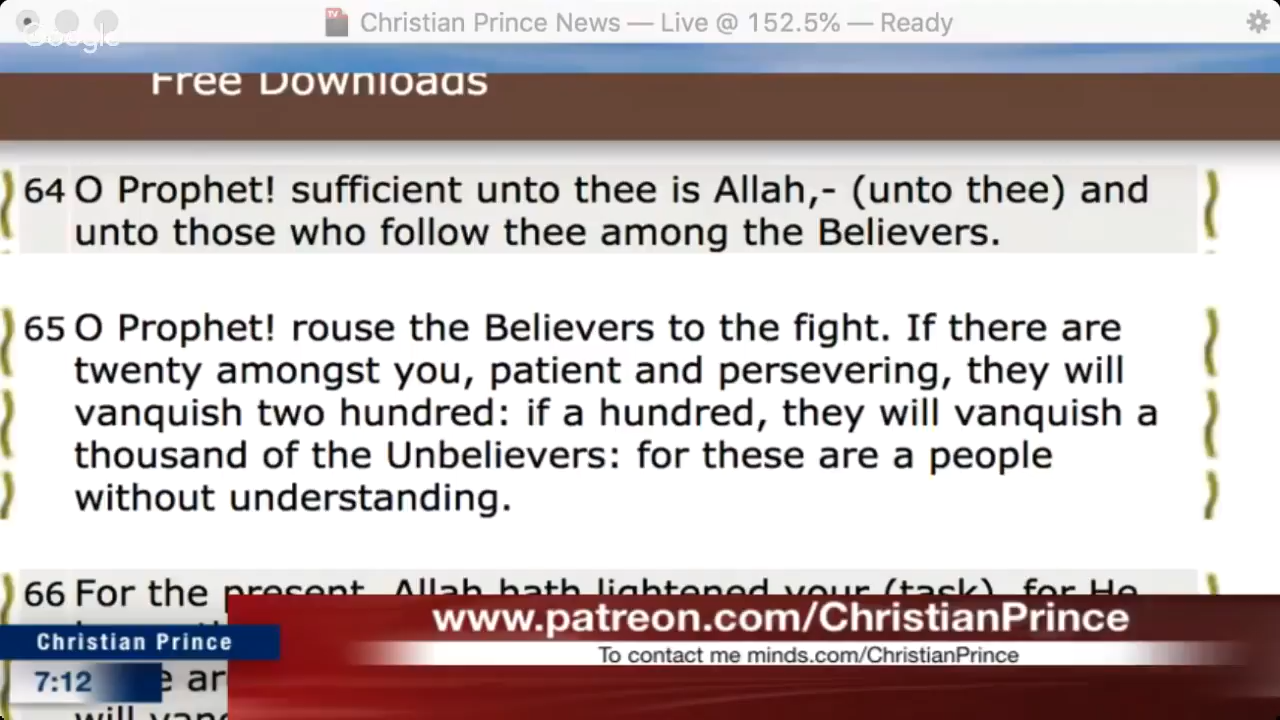 Christian Prince News — Live @ 152.5% — Ready
Google
Free Downloads
64 O Prophet! sufficient unto thee is Allah,- (unto thee) and
unto those who follow thee among the Believers.
65 O Prophet! rouse the Believers to the fight. If there are
twenty amongst you, patient and persevering, they will
vanquish two hundred: if a hundred, they will vanquish a
thousand of the Unbelievers: for these are a people
without understanding.
66 For the present, Allah hath lightened your (task), for He
www.patreon.com/ChristianPrince
Christian Prince
To contact me minds.com/ChristianPrince
7:12